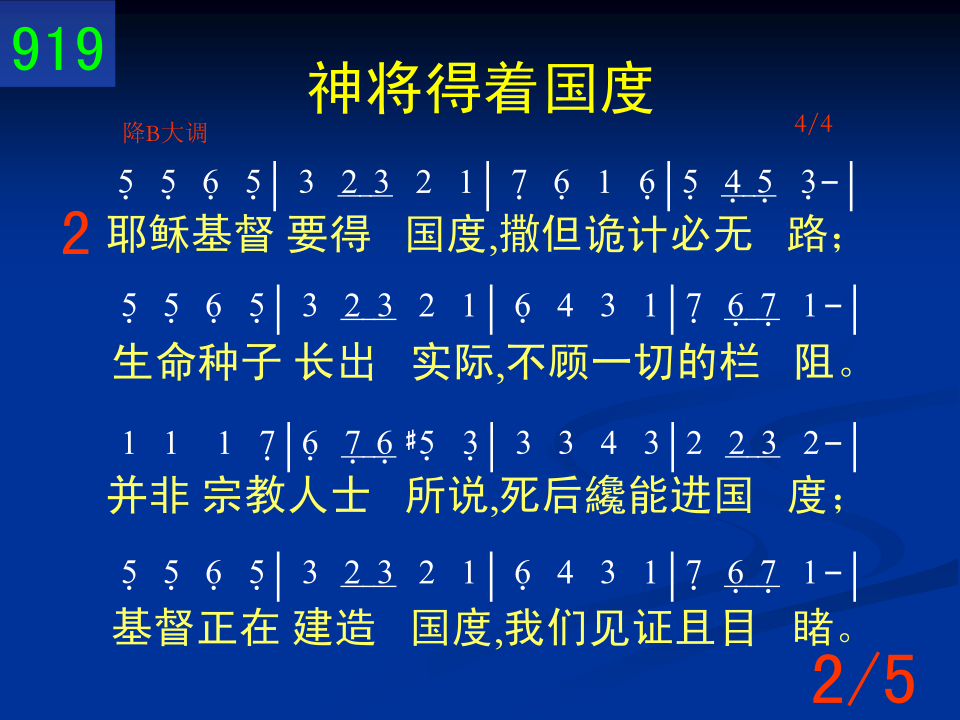 919
神将得着国度
降B大调 4/4
5̣ 5̣ 6̣ 5̣| 3 2 3 2 1| 7̣ 6̣ 1 6̣| 5̣ 4̣ 5̣ 3̣-|
2 耶稣基督 要得 国度,撒但诡计必无 路;
5̣ 5̣ 6̣ 5̣| 3 2 3 2 1| 6̣ 4 3 1| 7̣ 6̣ 7̣ 1-|
生命种子 长出 实际,不顾一切的栏 阻。
1 1 1 7̣| 6̣ 7̣ 6̣ #5̣ 3̣| 3 3 4 3| 2 2 3 2-|
并非 宗教人士 所说,死后纔能进国 度;
5̣ 5̣ 6̣ 5̣| 3 2 3 2 1| 6̣ 4 3 1| 7̣ 6̣ 7̣ 1-|
基督正在 建造 国度,我们见证且目 睹。
2/5